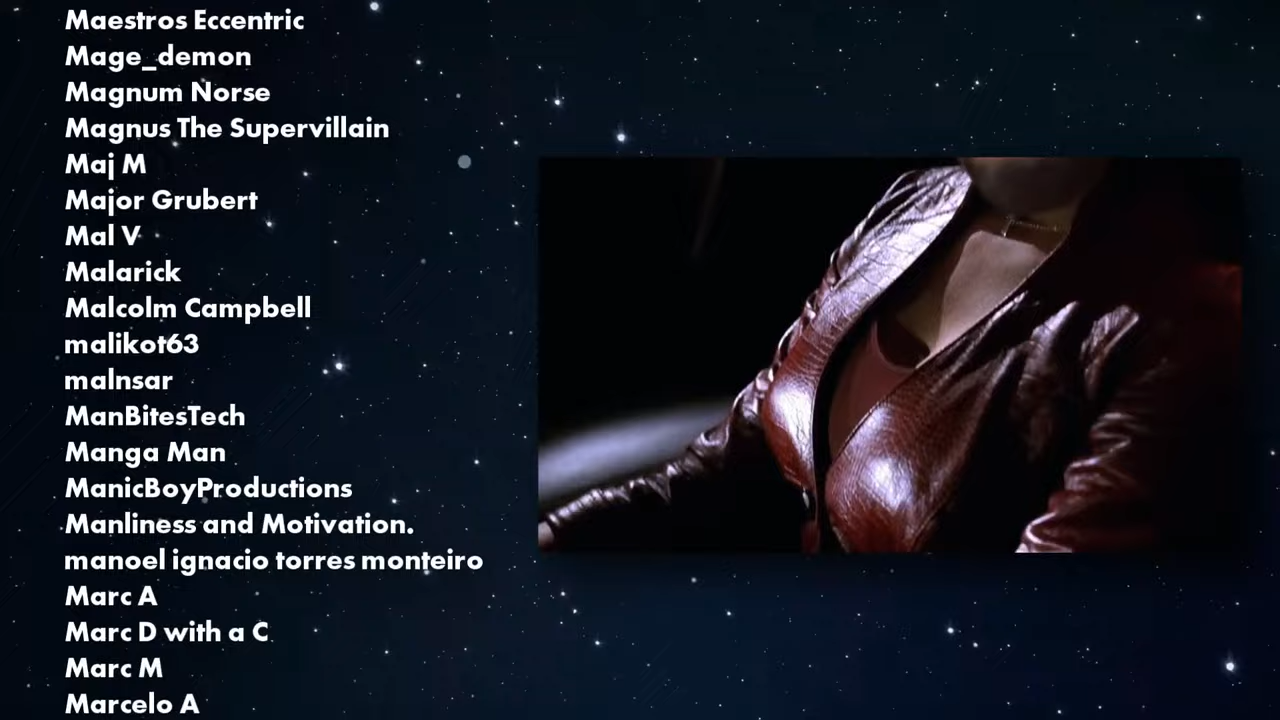 Maestros Eccentric
Mage_demon
Magnum Norse
Magnus The Supervillain
Maj M
Major Grubert
Mal V
Malarick
Malcolm Campbell
malikot63
malnsar
ManBitesTech
Manga Man
ManicBoyProductions
Manliness and Motivation.
manoel ignacio torres monteiro
Marc A
Marc D with a C
Marc M
Marcelo A